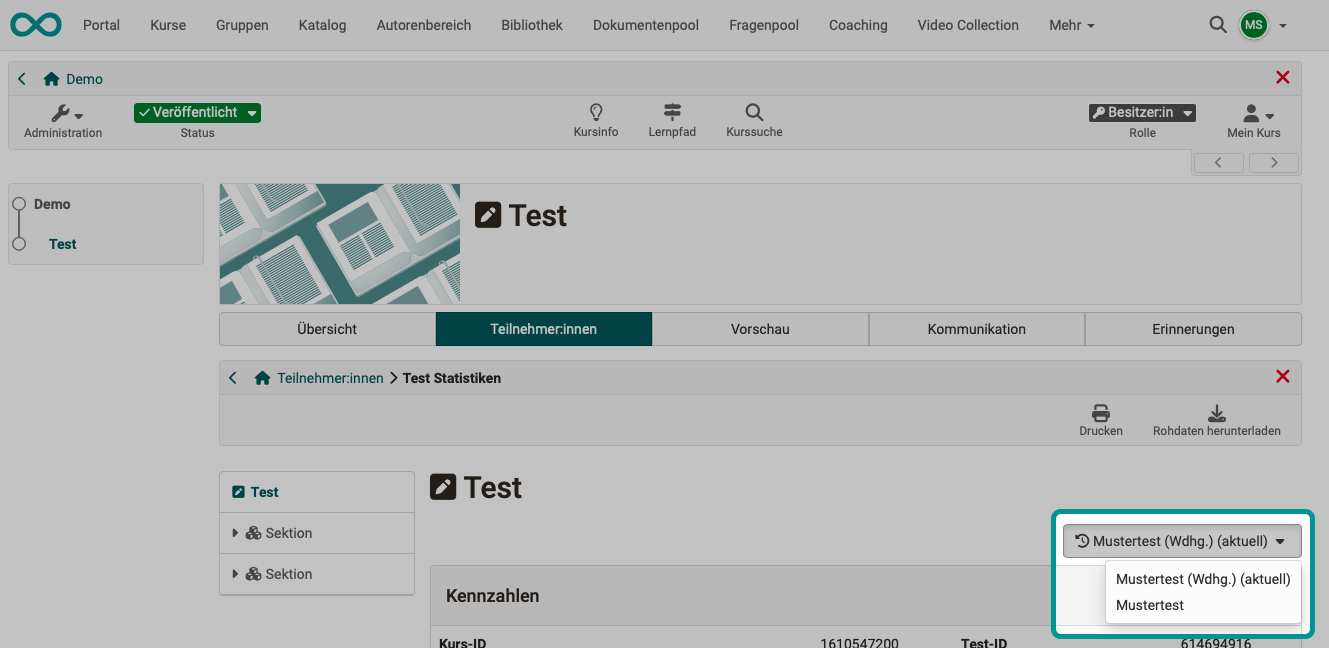 Portal Kurse Gruppen Katalog Autorenbereich Bibliothek Dokumentenpool Fragenpool Coaching Video Collection Mehr MS
Demo
Veröffentlicht Besitzer:in
Administration Status Kursinfo Lernpfad Kurssuche Rolle Mein Kurs
Demo
Test
Test
Übersicht Teilnehmer:innen Vorschau Kommunikation Erinnerungen
Teilnehmer:innen Test Statistiken
Drucken Rohdaten herunterladen
Test
Sektion
Sektion
Test
Mustertest (Wdhg.) (aktuell)
Mustertest (Wdhg.) (aktuell)
Mustertest
Kennzahlen
Kurs-ID 1610547200 Test-ID 614694916